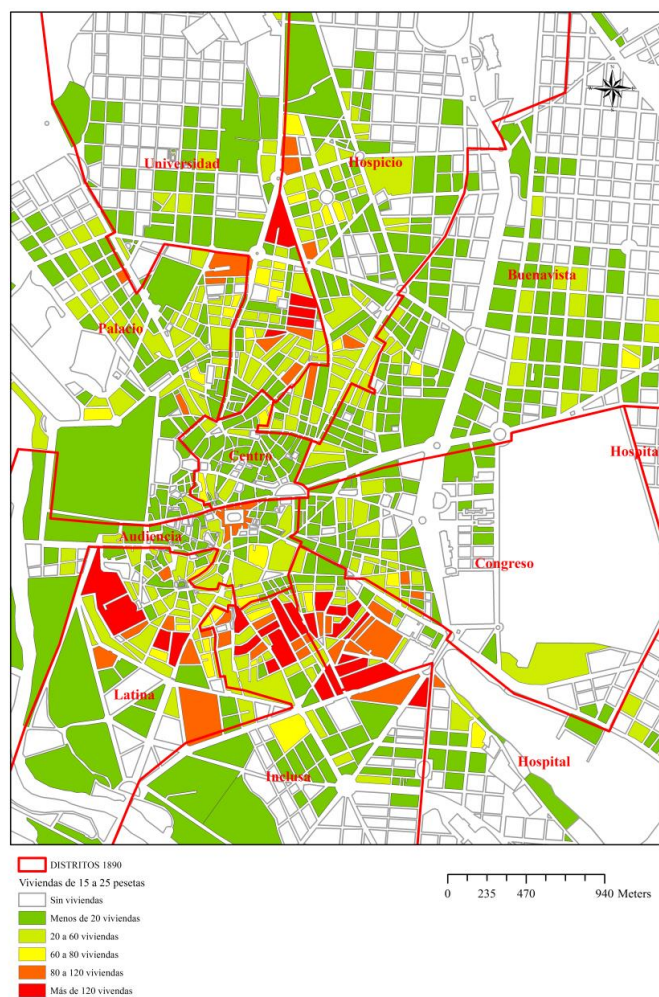 Universidad
Hospicio
Buenavista
Palacio
Centro
Hospital
Audiencia
Congreso
Latina
Hospital
Inclusa
DISTRITOS 1890
Viviendas de 15 a 25 pesetas
Sin viviendas
Menos de 20 viviendas
20 a 60 viviendas
60 a 80 viviendas
80 a 120 viviendas
Más de 120 vivendas
0 235 470 940 Meters